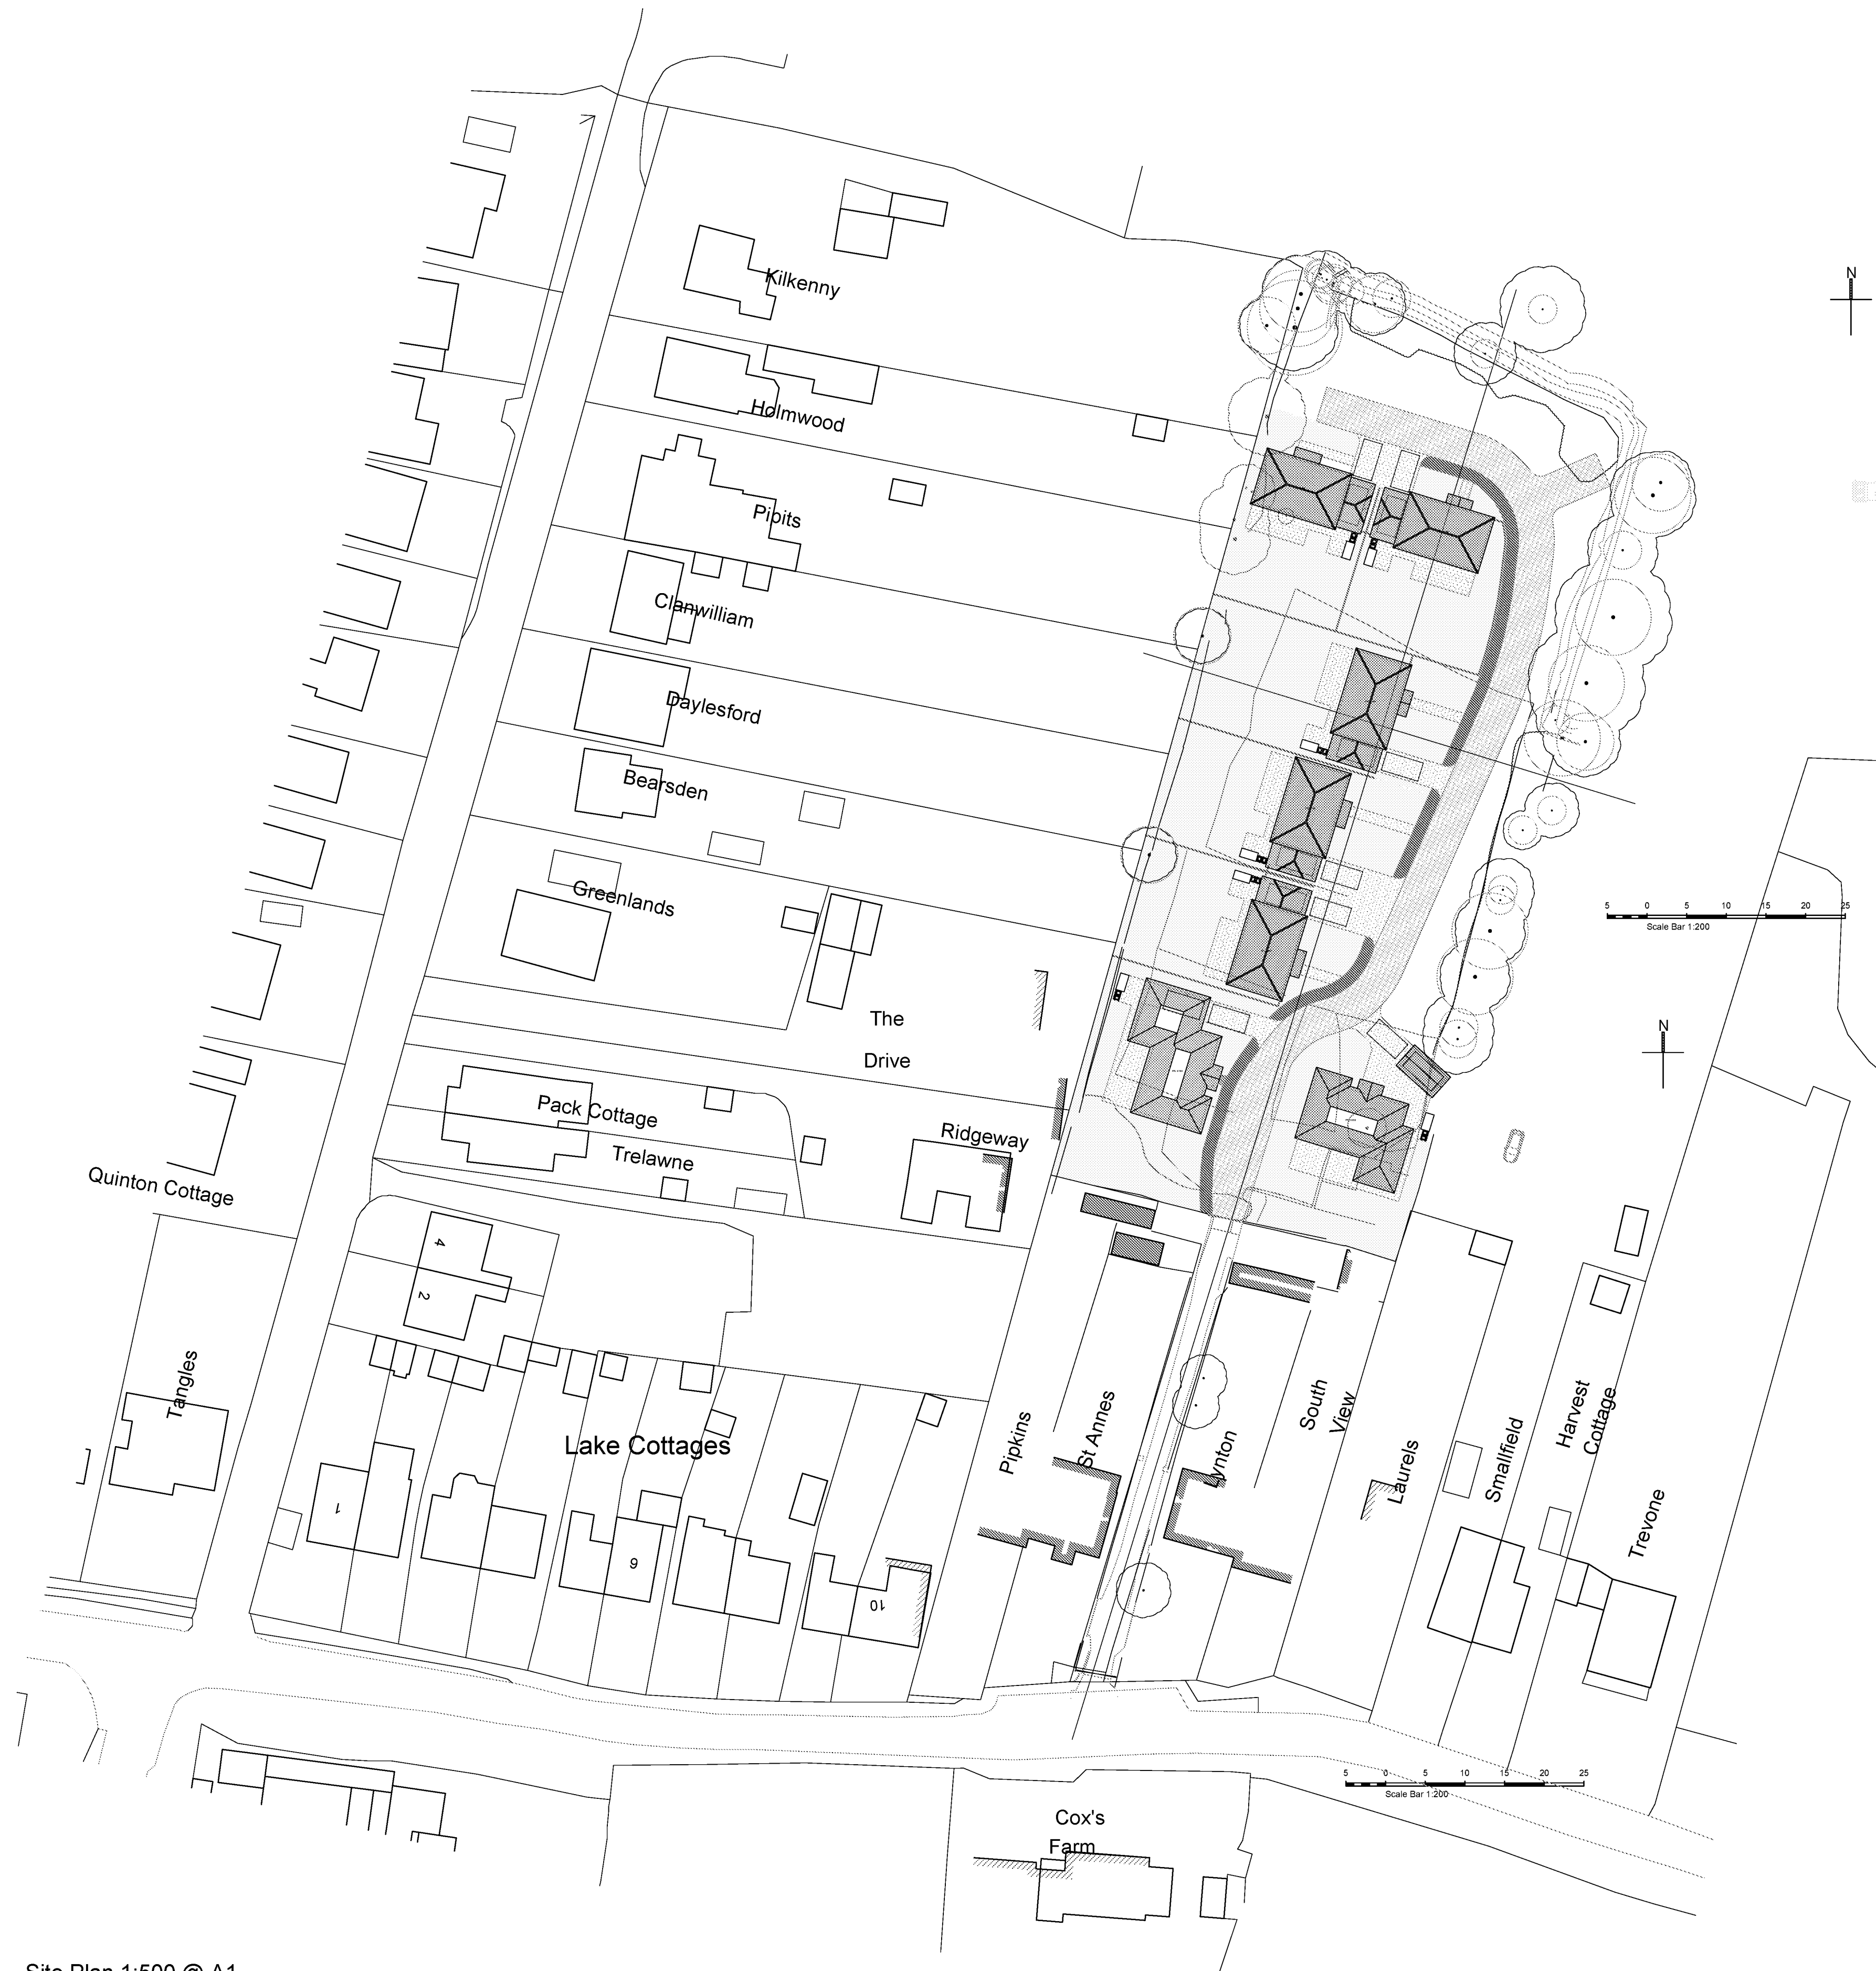 Kilkenny
N
Holmwood
Pipits
Clanwilliam
Daylesford
Bearsden
Greenlands
5 0 5 10 15 20 25
Scale Bar 1:200
The
Drive
N
Pack Cottage
Ridgeway
Trelawne
Quinton Cottage
4
2
Tangles
Lake Cottages
Pipkins
St Annes
Lynton
South
View
Laurels
Smallfield
Harvest
Cottage
Trevone
1
6
10
5 0 5 10 15 20 25
Scale Bar 1:200
Cox's
Farm
Site Plan 1:500 @ A1